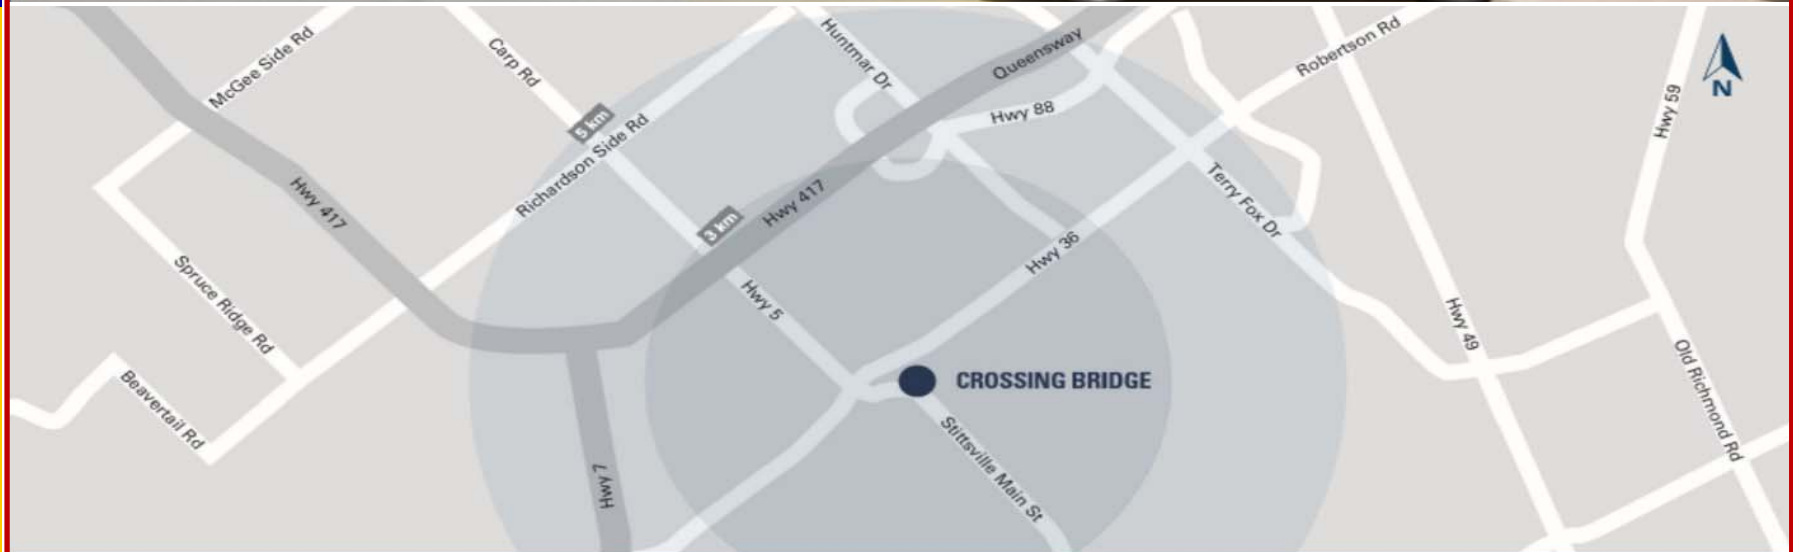 McGee Side Rd
Carp Rd
Huntmar Dr
Queensway
Robertson Rd
N
Hwy 59
5 km
Richardson Side Rd
Hwy 88
Hwy 417
3 km
Hwy 417
Terry Fox Dr
Hwy 36
Spruce Ridge Rd
Hwy 5
Hwy 49
CROSSING BRIDGE
Old Richmond Rd
Beavertail Rd
Stittsville Main St
Hwy 7